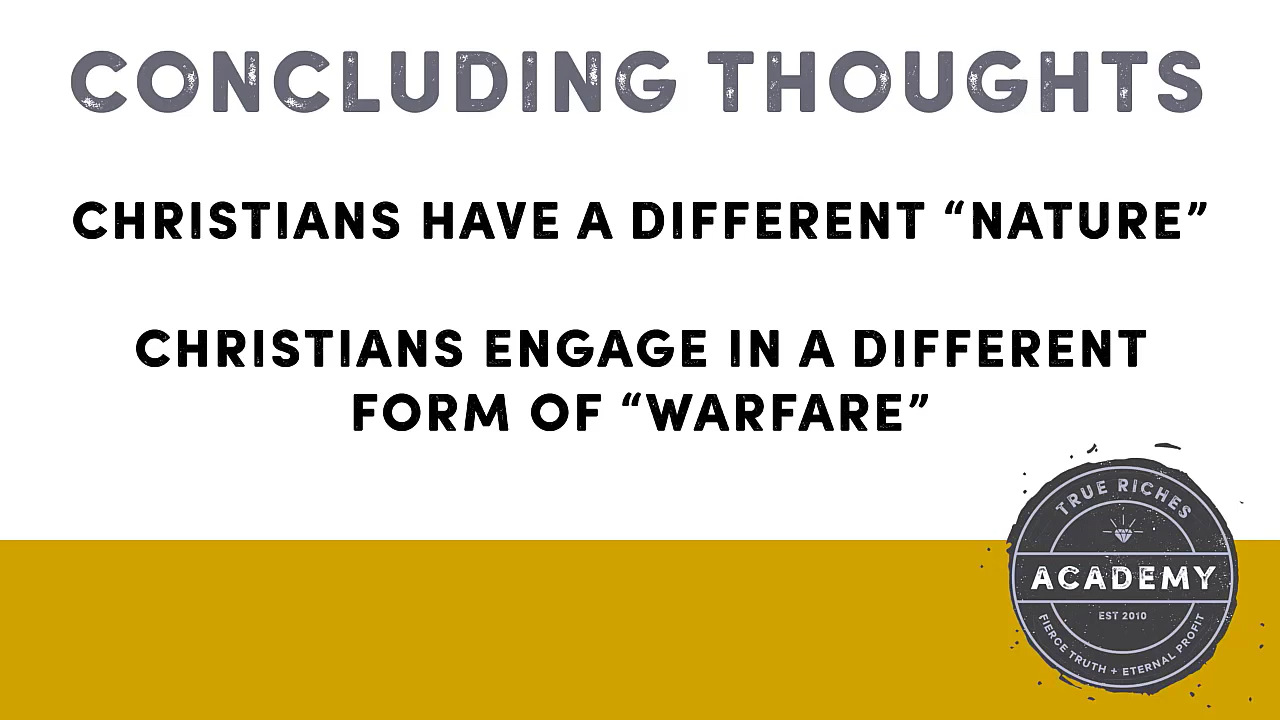 CONCLUDING THOUGHTS
CHRISTIANS HAVE A DIFFERENT “NATURE”
CHRISTIANS ENGAGE IN A DIFFERENT
FORM OF “WARFARE”
TRUE RICHES
ACADEMY
EST 2010
FIERCE TRUTH + ETERNAL PROFIT